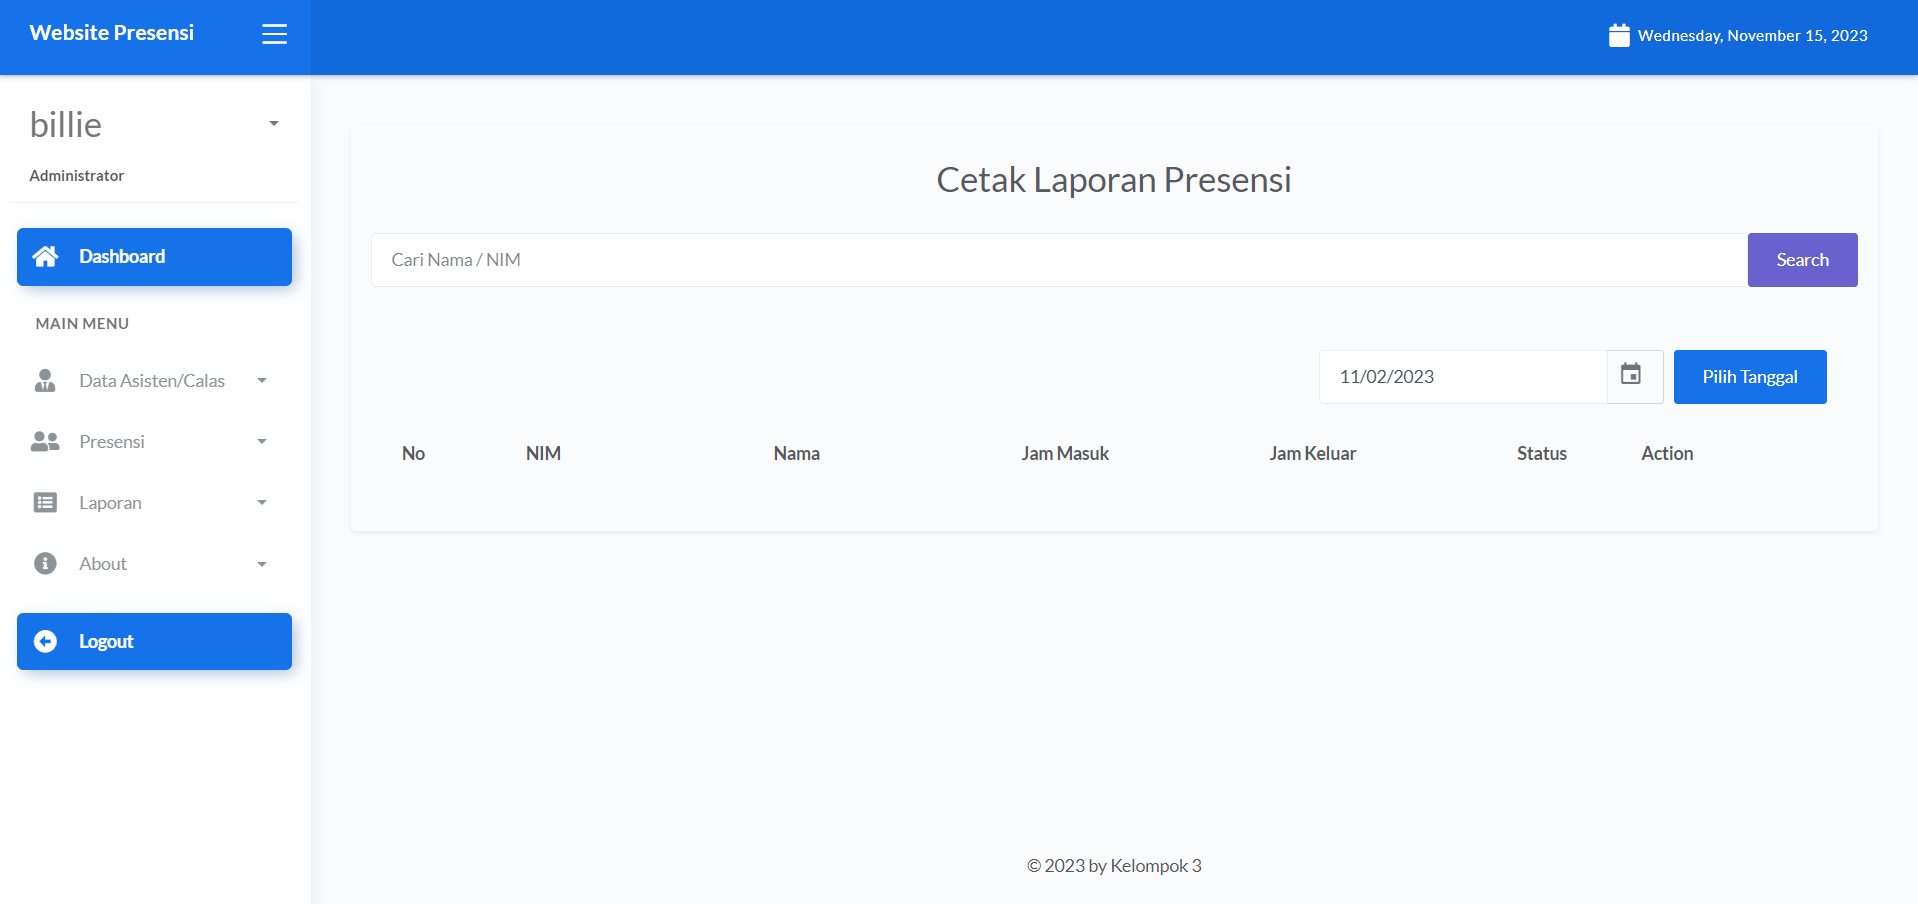 Website Presensi
Wednesday, November 15, 2023
billie
Administrator
Dashboard
MAIN MENU
Data Asisten/Calas
Presensi
Laporan
About
Logout
Cetak Laporan Presensi
Cari Nama / NIM
Search
11/02/2023
Pilih Tanggal
No NIM Nama Jam Masuk Jam Keluar Status Action
© 2023 by Kelompok 3